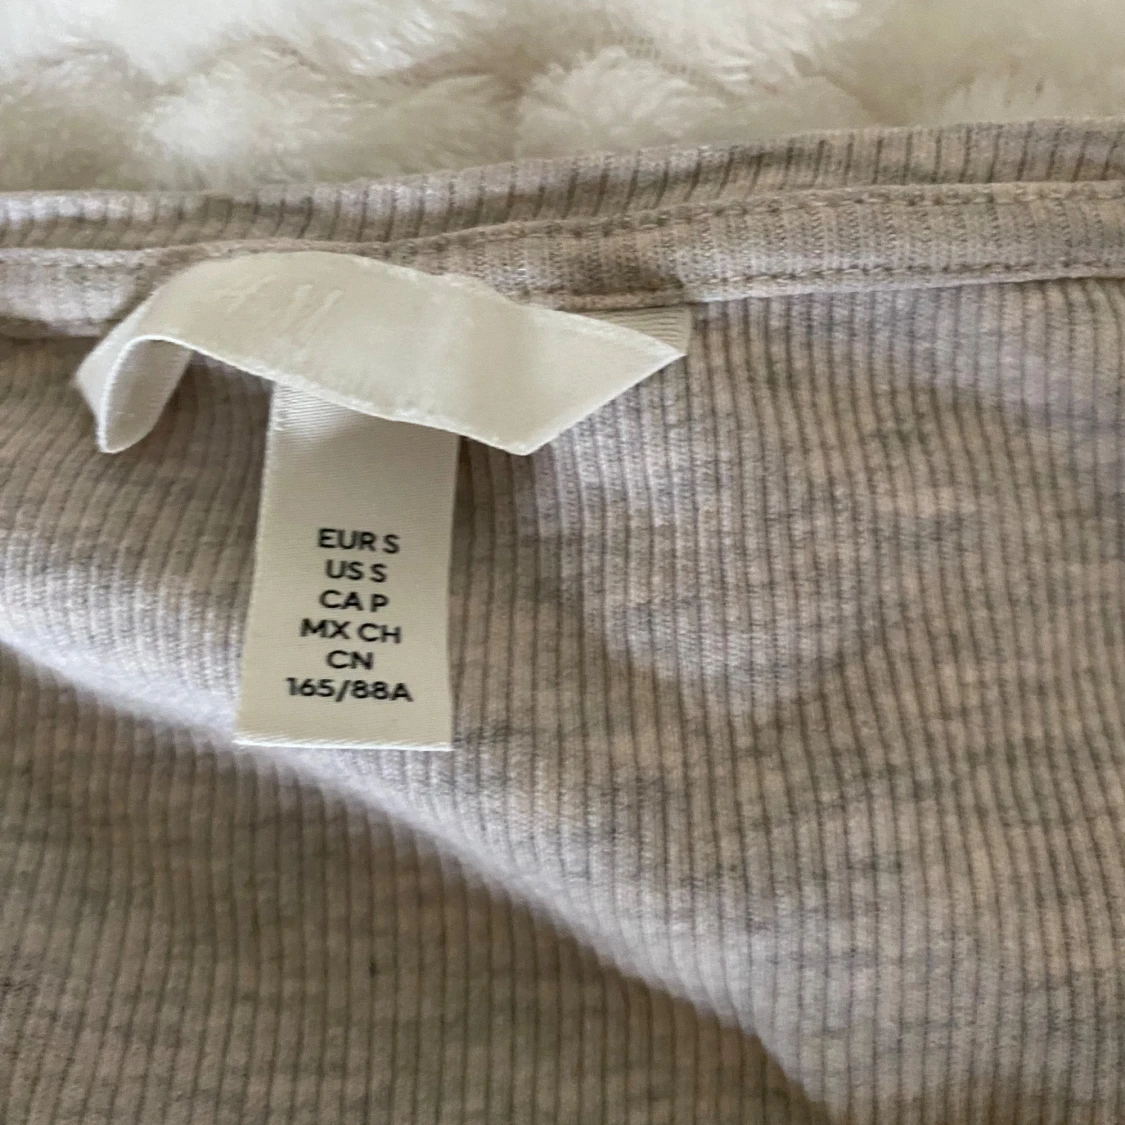 EUR S
US S
CA P
MX CH
CN
165/88A